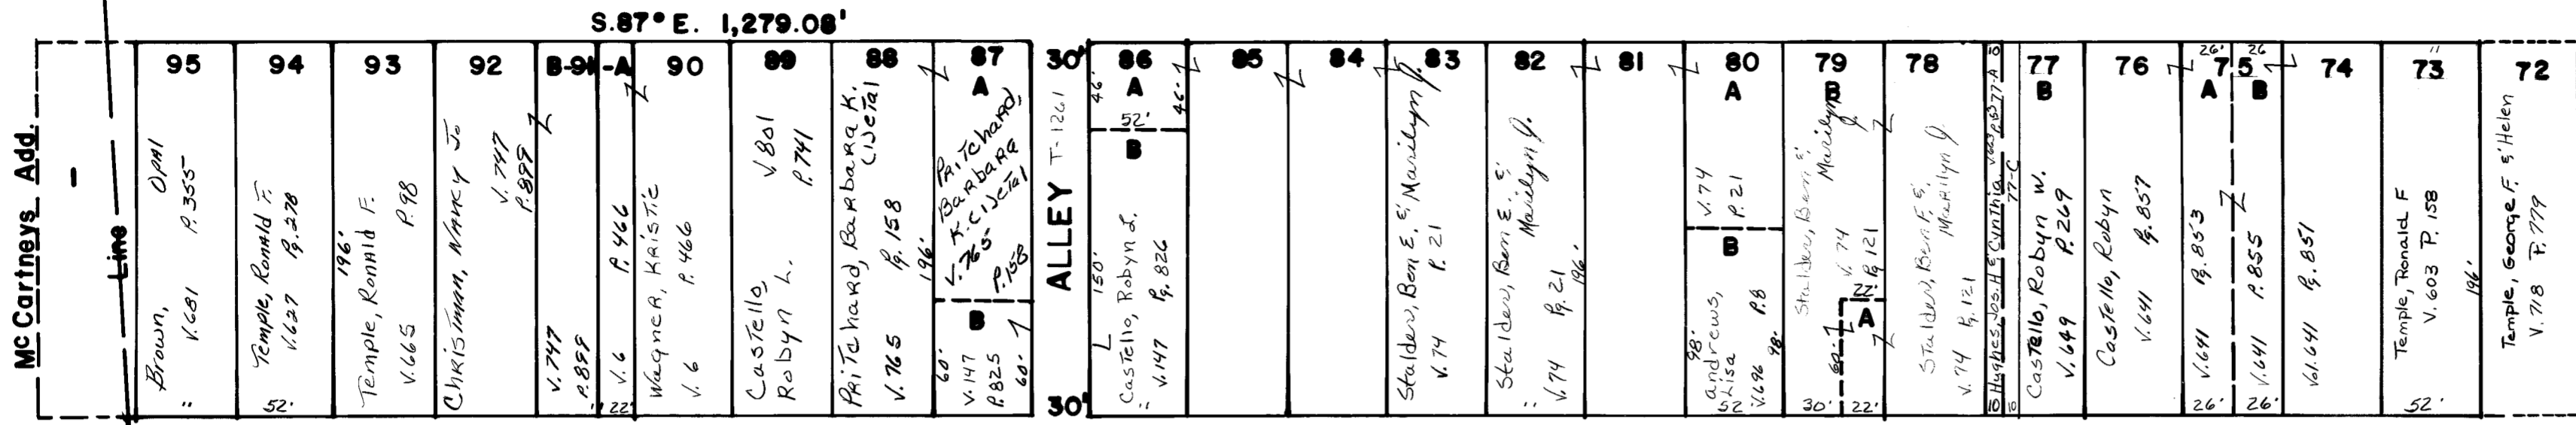 S.87° E. 1,279.08'
McCartneys Add.
Line
95
Brown, OPAl
V.681 P.355
"
94
Temple, Ronald F.
V.627 Pg.278
52'
93
Temple, Ronald F.
196'
V.665 P.98
92
Christman, Nancy Jo
V.747
P.899
B-91-A
V.747
P.899
V.6 P.466
22'
90
Wagner, Kristie
V.6 P.466
89
Castello,
Robyn L.
V.801
P.741
88
Pritchard, Barbara K.
(1) etal
V.765 Pg.158
196'
87
A
Pritchard
Barbara
K. (1) etal
V.765
P.158
B
60'
V.147
P.825
60'
30'
ALLEY T-1261
30'
86
A
46'
46'
52'
B
150'
Castello, Robyn L.
V.147 Pg.826
"
85
84
83
Stalder, Ben E. & Marilyn J.
V.74 P.21
82
Stalder, Ben E. &
Marilyn J.
V.74 Pg.21
196'
"
81
80
A
V.74
P.21
B
98'
Andrews,
Lisa
V.696 P.8
98'
52'
79
B
Stalder, Ben E. &
Marilyn J.
V.74
Pg.121
22'
A
60'
30'
22'
78
Stalder, Ben F. &
Marilyn J.
V.74 Pg.121
10
Hughes, Jos. H & Cynthia V.663 P.53 77-A
10
77-C
10
77
B
Castello, Robyn W.
V.649 P.269
76
Castello, Robyn
V.641 Pg.857
26' 26
75
A B
V.641 Pg.853
V.641 P.855
26' 26'
74
Vol.641 Pg.851
"
73
Temple, Ronald F
V.603 P.158
196'
52'
72
Temple, George F. & Helen
V.718 P.779